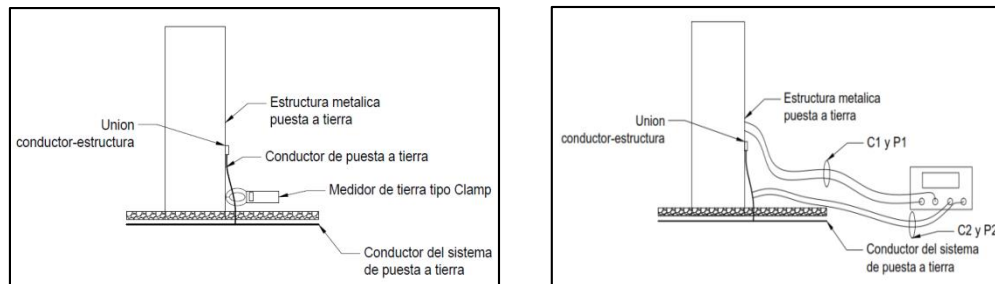 Estructura metalica
puesta a tierra
Union
conductor-estructura
Conductor de puesta a tierra
Medidor de tierra tipo Clamp
Conductor del sistema
de puesta a tierra
Estructura metalica
puesta a tierra
Union
conductor-estructura
C1 y P1
C2 y P2
Conductor del sistema
de puesta a tierra